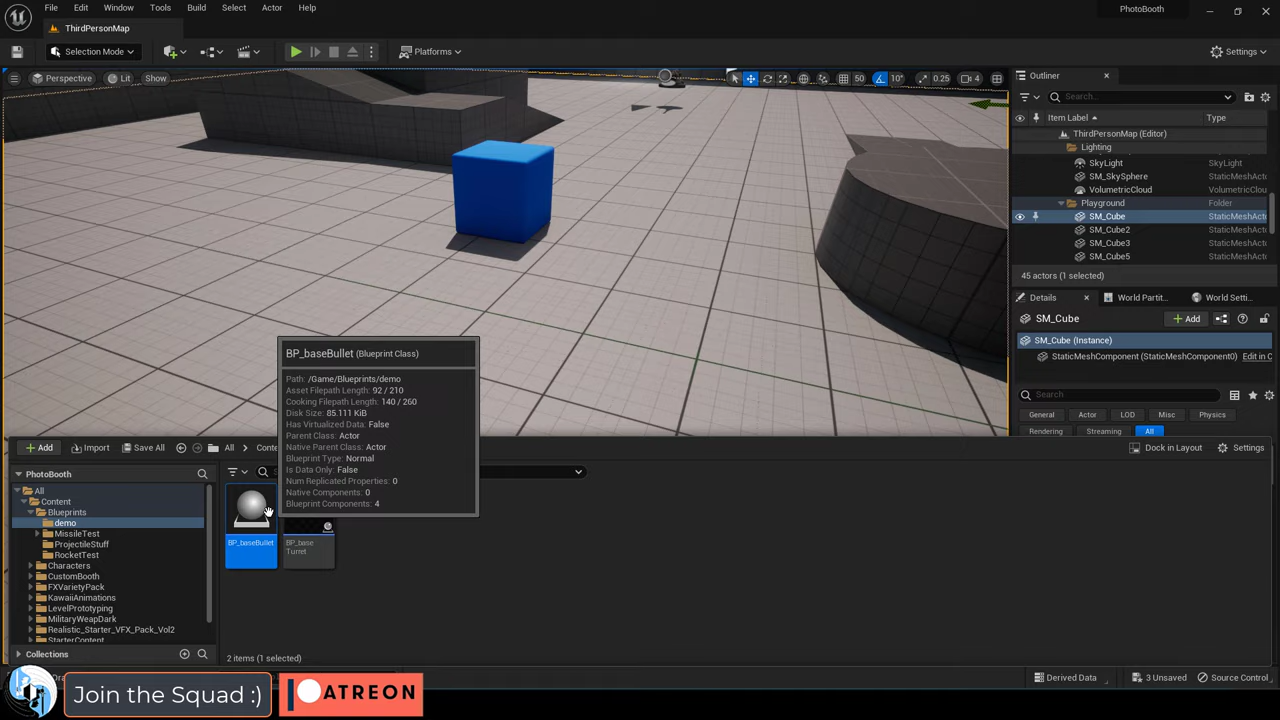 File Edit Window Tools Build Select Actor Help
PhotoBooth
ThirdPersonMap
Selection Mode
Platforms
Settings
Perspective Lit Show
50 10° 0.25 4
Outliner
Search...
Item Label Type
ThirdPersonMap (Editor)
Lighting
SkyLight SkyLight
SM_SkySphere StaticMeshActo
VolumetricCloud VolumetricClou
Playground Folder
SM_Cube StaticMeshActo
SM_Cube2 StaticMeshActo
SM_Cube3 StaticMeshActo
SM_Cube5 StaticMeshActo
45 actors (1 selected)
Details World Partit... World Setti...
SM_Cube
Add
SM_Cube (Instance)
StaticMeshComponent (StaticMeshComponent0) Edit in C
Search
General Actor LOD Misc Physics
Rendering Streaming All
BP_baseBullet (Blueprint Class)
Path: /Game/Blueprints/demo
Asset Filepath Length: 92 / 210
Cooking Filepath Length: 140 / 260
Disk Size: 85.111 KiB
Has Virtualized Data: False
Parent Class: Actor
Native Parent Class: Actor
Blueprint Type: Normal
Is Data Only: False
Num Replicated Properties: 0
Native Components: 0
Blueprint Components: 4
Add Import Save All All Conte
Dock in Layout Settings
PhotoBooth
All
Content
Blueprints
demo
MissileTest
ProjectileStuff
RocketTest
Characters
CustomBooth
FXVarietyPack
KawaiiAnimations
LevelPrototyping
MilitaryWeapDark
Realistic_Starter_VFX_Pack_Vol2
StarterContent
Collections
BP_baseBullet
BP_base
Turret
2 items (1 selected)
Derived Data 3 Unsaved Source Control
Join the Squad :)
PATREON